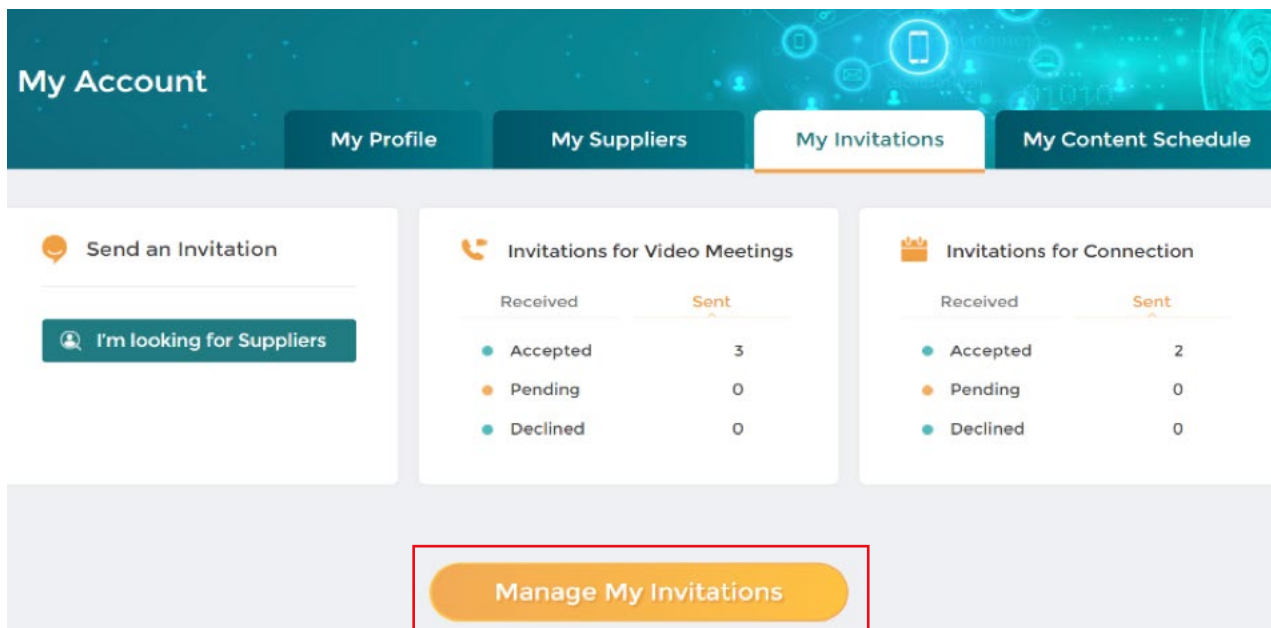 My Account
My Profile
My Suppliers
My Invitations
My Content Schedule
Send an Invitation
I'm looking for Suppliers
Invitations for Video Meetings
Received Sent
Accepted 3
Pending 0
Declined 0
Invitations for Connection
Received Sent
Accepted 2
Pending 0
Declined 0
Manage My Invitations